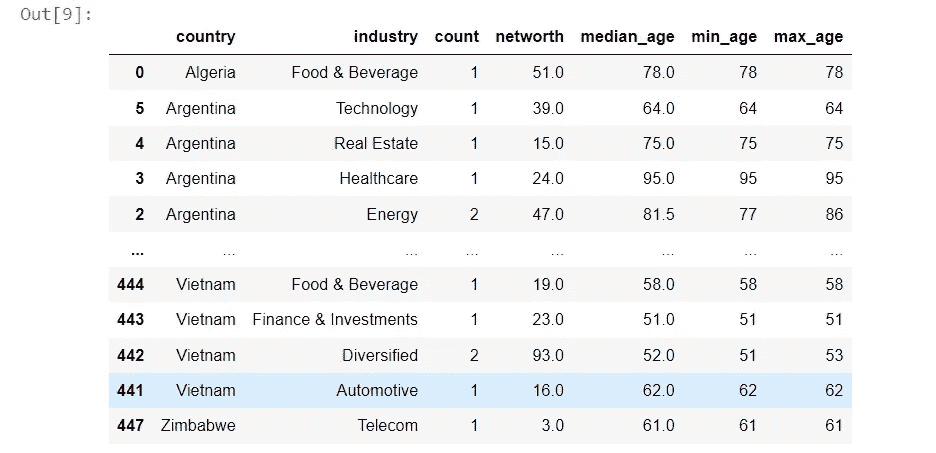 Out[9]:
country industry count networth median_age min_age max_age
0 Algeria Food & Beverage 1 51.0 78.0 78 78
5 Argentina Technology 1 39.0 64.0 64 64
4 Argentina Real Estate 1 15.0 75.0 75 75
3 Argentina Healthcare 1 24.0 95.0 95 95
2 Argentina Energy 2 47.0 81.5 77 86
... ... ... ... ... ... ... ...
444 Vietnam Food & Beverage 1 19.0 58.0 58 58
443 Vietnam Finance & Investments 1 23.0 51.0 51 51
442 Vietnam Diversified 2 93.0 52.0 51 53
441 Vietnam Automotive 1 16.0 62.0 62 62
447 Zimbabwe Telecom 1 3.0 61.0 61 61